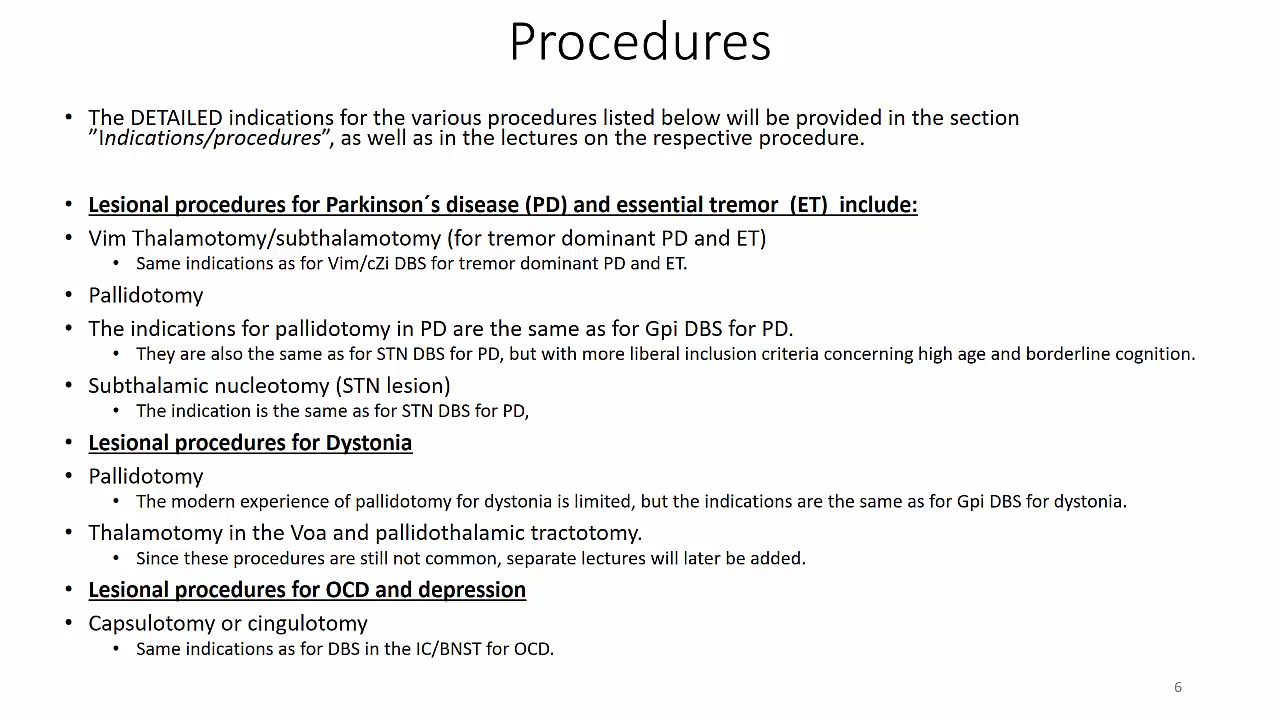 Procedures
• The DETAILED indications for the various procedures listed below will be provided in the section
”Indications/procedures”, as well as in the lectures on the respective procedure.
• Lesional procedures for Parkinson´s disease (PD) and essential tremor (ET) include:
• Vim Thalamotomy/subthalamotomy (for tremor dominant PD and ET)
• Same indications as for Vim/cZi DBS for tremor dominant PD and ET.
• Pallidotomy
• The indications for pallidotomy in PD are the same as for Gpi DBS for PD.
• They are also the same as for STN DBS for PD, but with more liberal inclusion criteria concerning high age and borderline cognition.
• Subthalamic nucleotomy (STN lesion)
• The indication is the same as for STN DBS for PD,
• Lesional procedures for Dystonia
• Pallidotomy
• The modern experience of pallidotomy for dystonia is limited, but the indications are the same as for Gpi DBS for dystonia.
• Thalamotomy in the Voa and pallidothalamic tractotomy.
• Since these procedures are still not common, separate lectures will later be added.
• Lesional procedures for OCD and depression
• Capsulotomy or cingulotomy
• Same indications as for DBS in the IC/BNST for OCD.
6